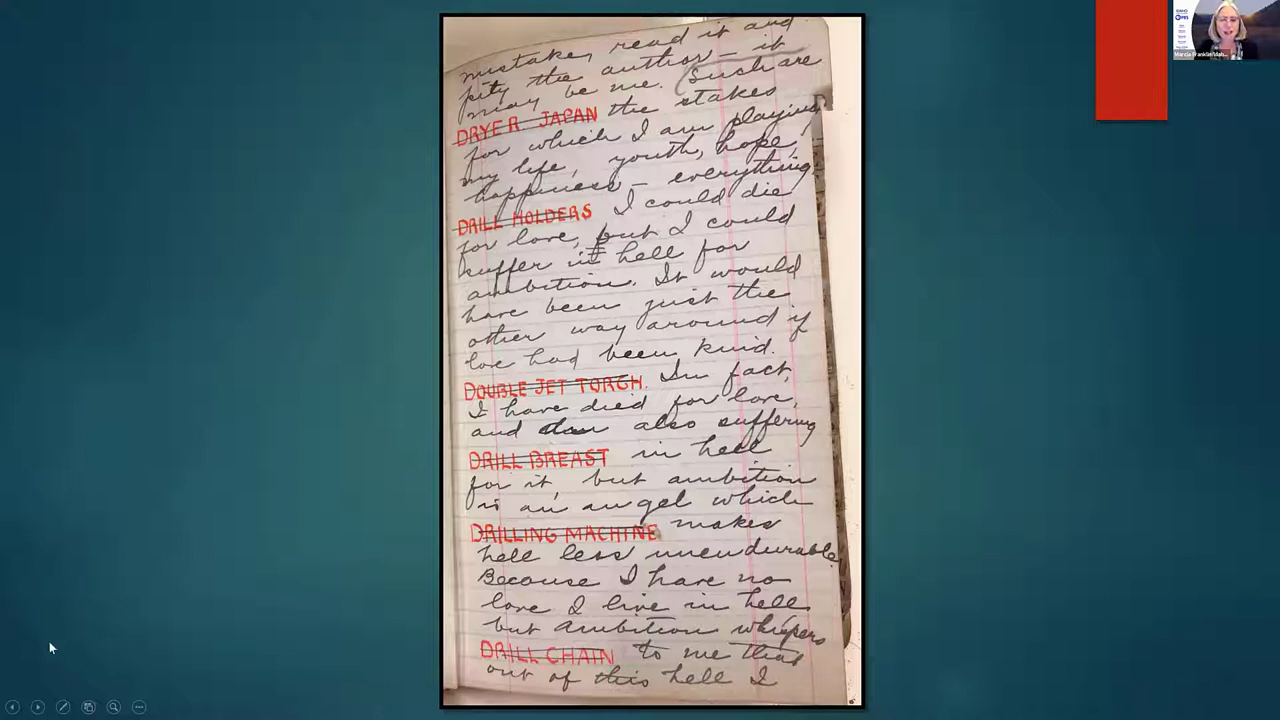 mistake, read it and
pity the author – it
may be me. Such are
DRYER JAPAN the stakes
for which I am playing,
my life, youth, hope,
happiness – everything.
DRILL HOLDERS I could die
for love, but I could
suffer in hell for
ambition. It would
have been just the
other way around if
love had been kind.
DOUBLE JET TORCH. In fact,
I have died for love,
and also suffering
DRILL BREAST in hell
for it, but ambition
is an angel which
DRILLING MACHINE makes
hell less unendurable.
Because I have no
love I live in hell
but ambition whispers
DRILL CHAIN to me that
out of this hell I
IDAHO
PBS
Marcia Franklin